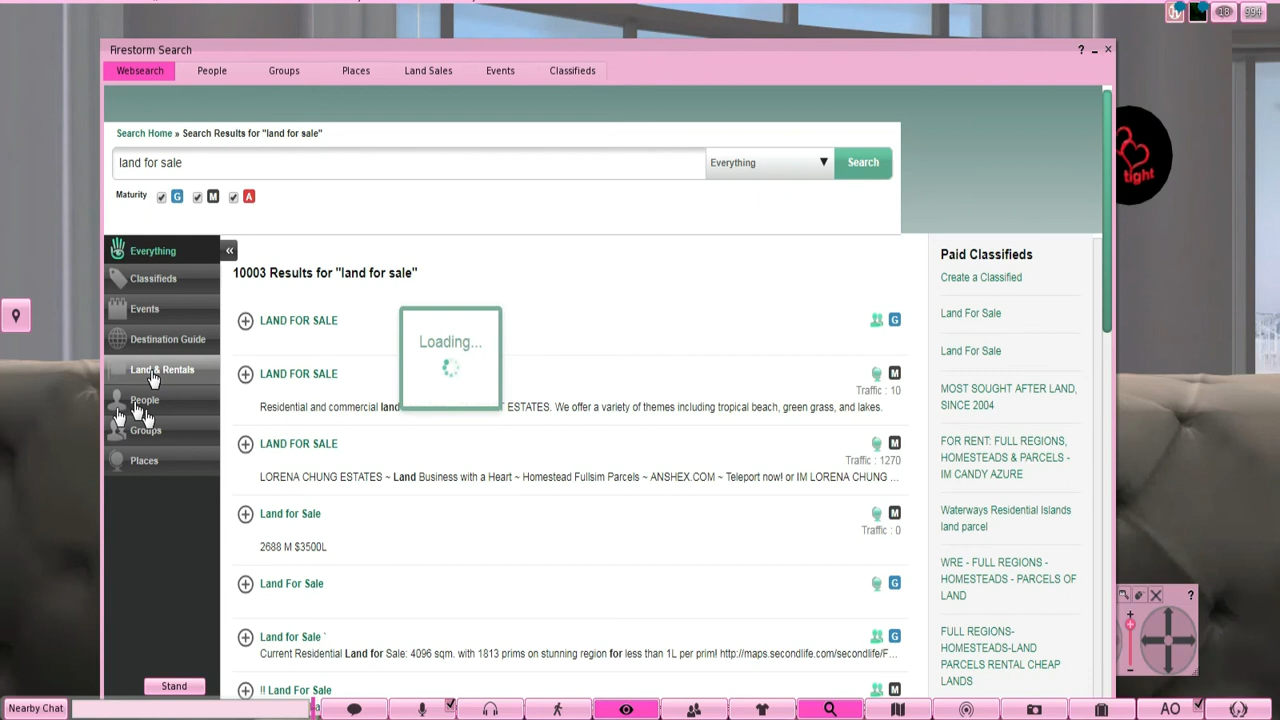 18
994
Firestorm Search
?
Websearch
People
Groups
Places
Land Sales
Events
Classifieds
Search Home » Search Results for "land for sale"
land for sale
Everything
Search
Maturity
G
M
A
tight
Everything
Classifieds
Events
Destination Guide
Land & Rentals
People
Groups
Places
«
10003 Results for "land for sale"
Loading...
LAND FOR SALE
G
LAND FOR SALE
M
Traffic : 10
Residential and commercial land
ESTATES. We offer a variety of themes including tropical beach, green grass, and lakes.
LAND FOR SALE
M
Traffic : 1270
LORENA CHUNG ESTATES ~ Land Business with a Heart ~ Homestead Fullsim Parcels ~ ANSHEX.COM ~ Teleport now! or IM LORENA CHUNG ...
Land for Sale
M
Traffic : 0
2688 M $3500L
Land For Sale
G
Land for Sale `
G
Current Residential Land for Sale: 4096 sqm. with 1813 prims on stunning region for less than 1L per prim! http://maps.secondlife.com/secondlife/F...
!! Land For Sale
M
Paid Classifieds
Create a Classified
Land For Sale
Land For Sale
MOST SOUGHT AFTER LAND,
SINCE 2004
FOR RENT: FULL REGIONS,
HOMESTEADS & PARCELS -
IM CANDY AZURE
Waterways Residential Islands
land parcel
WRE - FULL REGIONS -
HOMESTEADS - PARCELS OF
LAND
FULL REGIONS-
HOMESTEADS-LAND
PARCELS RENTAL CHEAP
LANDS
?
Stand
Nearby Chat
AO